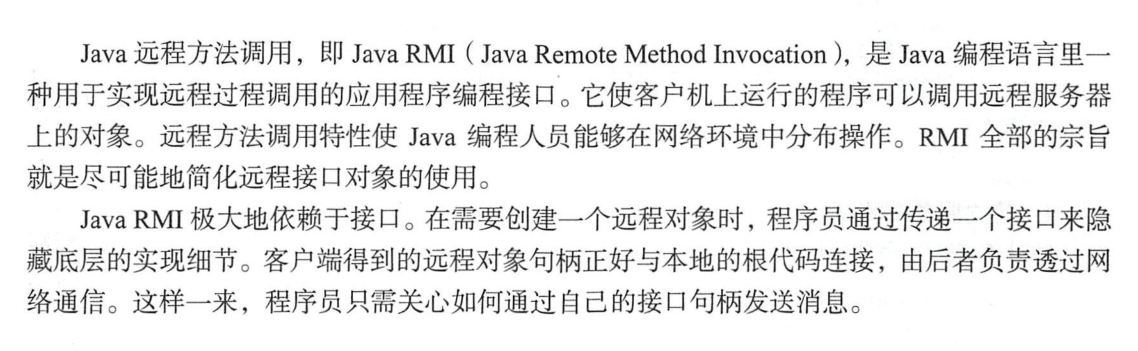 Java 远程方法调用，即 Java RMI（Java Remote Method Invocation），是 Java 编程语言里一
种用于实现远程过程调用的应用程序编程接口。它使客户机上运行的程序可以调用远程服务器
上的对象。远程方法调用特性使 Java 编程人员能够在网络环境中分布操作。RMI 全部的宗旨
就是尽可能地简化远程接口对象的使用。
Java RMI 极大地依赖于接口。在需要创建一个远程对象时，程序员通过传递一个接口来隐
藏底层的实现细节。客户端得到的远程对象句柄正好与本地的根代码连接，由后者负责透过网
络通信。这样一来，程序员只需关心如何通过自己的接口句柄发送消息。